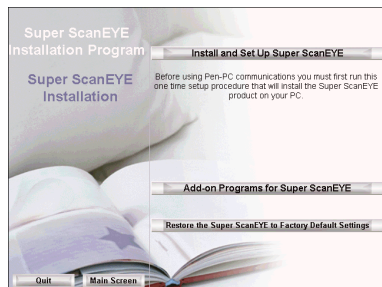 Super ScanEYE
Installation Program
Super ScanEYE
Installation
Install and Set Up Super ScanEYE
Before using Pen-PC communications you must first run this
one time setup procedure that will install the Super ScanEYE
product on your PC.
Add-on Programs for Super ScanEYE
Restore the Super ScanEYE to Factory Default Settings
Quit
Main Screen